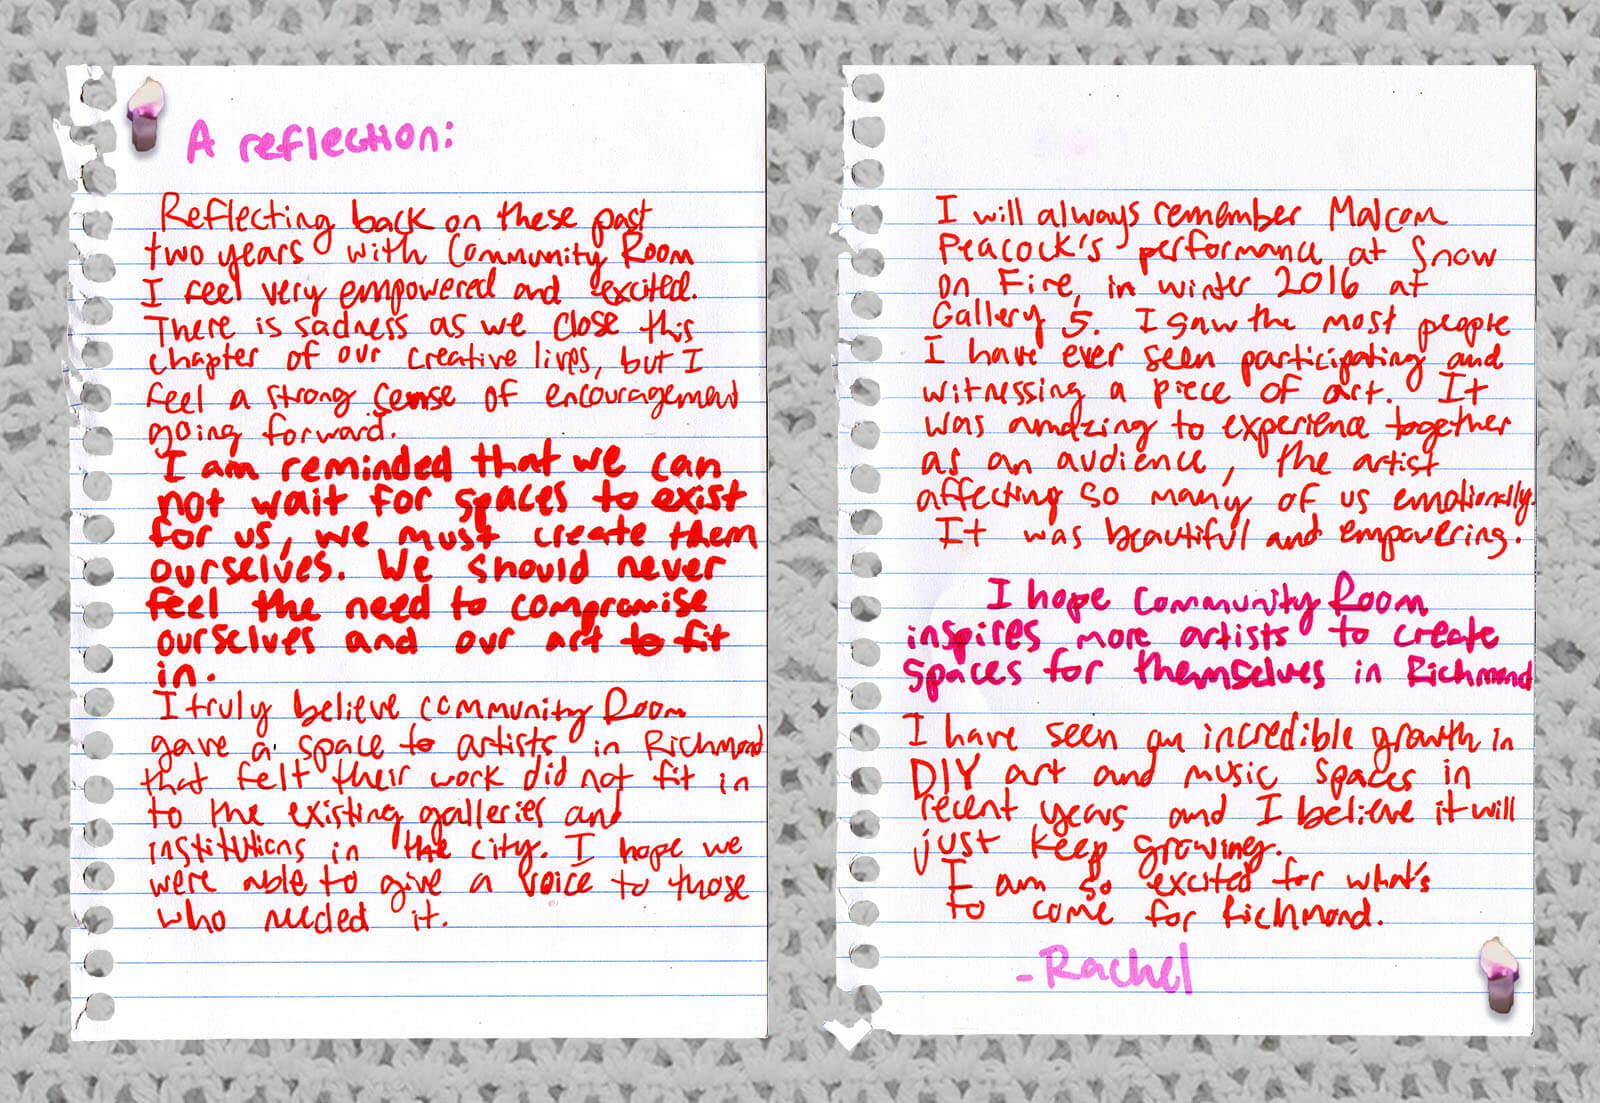 A reflection:
Reflecting back on these past
two years with Community Room
I feel very empowered and excited.
There is sadness as we close this
chapter of our creative lives, but I
feel a strong sense of encouragement
going forward.
I am reminded that we can
not wait for spaces to exist
for us, we must create them
ourselves. We should never
feel the need to compromise
ourselves and our art to fit
in.
I truly believe community Room
gave a space to artists in Richmond
that felt their work did not fit in
to the existing galleries and
institutions in the city. I hope we
were able to give a voice to those
who needed it.
I will always remember Malcom
Peacock's performance at Snow
on Fire, in winter 2016 at
Gallery 5. I saw the most people
I have ever seen participating and
witnessing a piece of art. It
was amazing to experience together
as an audience, the artist
affecting so many of us emotionally.
It was beautiful and empowering.
I hope Community Room
inspires more artists to create
spaces for themselves in Richmond
I have seen an incredible growth in
DIY art and music spaces in
recent years and I believe it will
just keep growing.
I am so excited for what's
to come for Richmond.
-Rachel